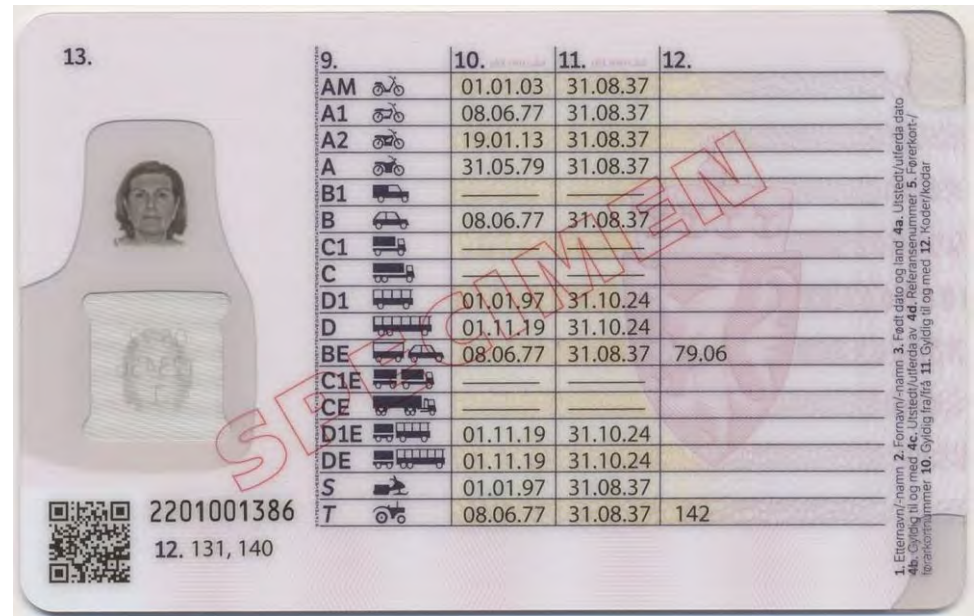 13.
9. 10. 11. 12.
AM 01.01.03 31.08.37
A1 08.06.77 31.08.37
A2 19.01.13 31.08.37
A 31.05.79 31.08.37
B1 — —
B 08.06.77 31.08.37
C1 — —
C — —
D1 01.01.97 31.10.24
D 01.11.19 31.10.24
BE 08.06.77 31.08.37 79.06
C1E — —
CE — —
D1E 01.11.19 31.10.24
DE 01.11.19 31.10.24
S 01.01.97 31.08.37
T 08.06.77 31.08.37 142
2201001386
12. 131, 140
SPECIMEN
1. Etternavn/-namn 2. Fornavn/-namn 3. Født dato og land 4a. Utstedt/utferda dato
4b. Gyldig til og med 4c. Utstedt/utferda av 4d. Referansenummer 5. Førerkort-/
førarkortnummer 10. Gyldig fra/frå 11. Gyldig til og med 12. Koder/kodar